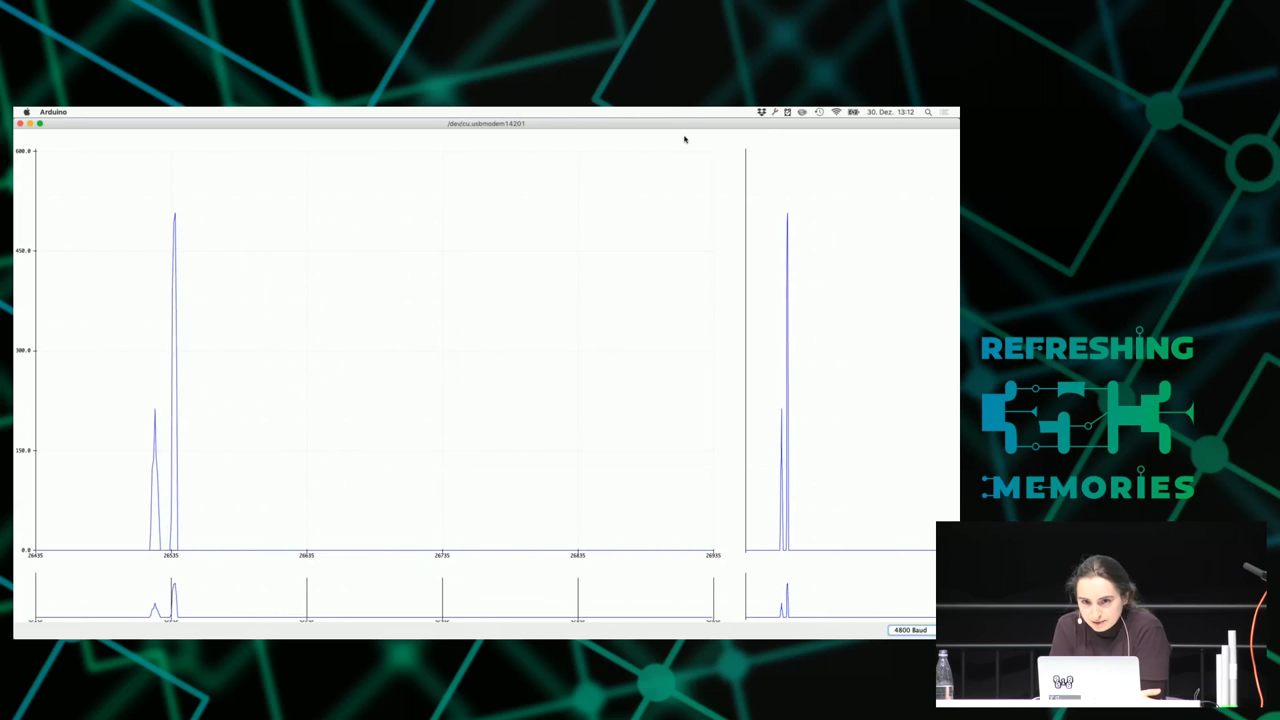 Arduino
30. Dez. 13:12
/dev/cu.usbmodem14201
600.0
450.0
300.0
150.0
0.0
26435
26535
26635
26735
26835
26935
4800 Baud
REFRESHING
MEMORIES